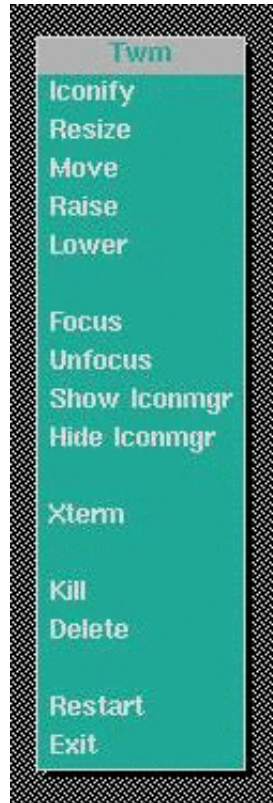 Twm
Iconify
Resize
Move
Raise
Lower
Focus
Unfocus
Show Iconmgr
Hide Iconmgr
Xterm
Kill
Delete
Restart
Exit